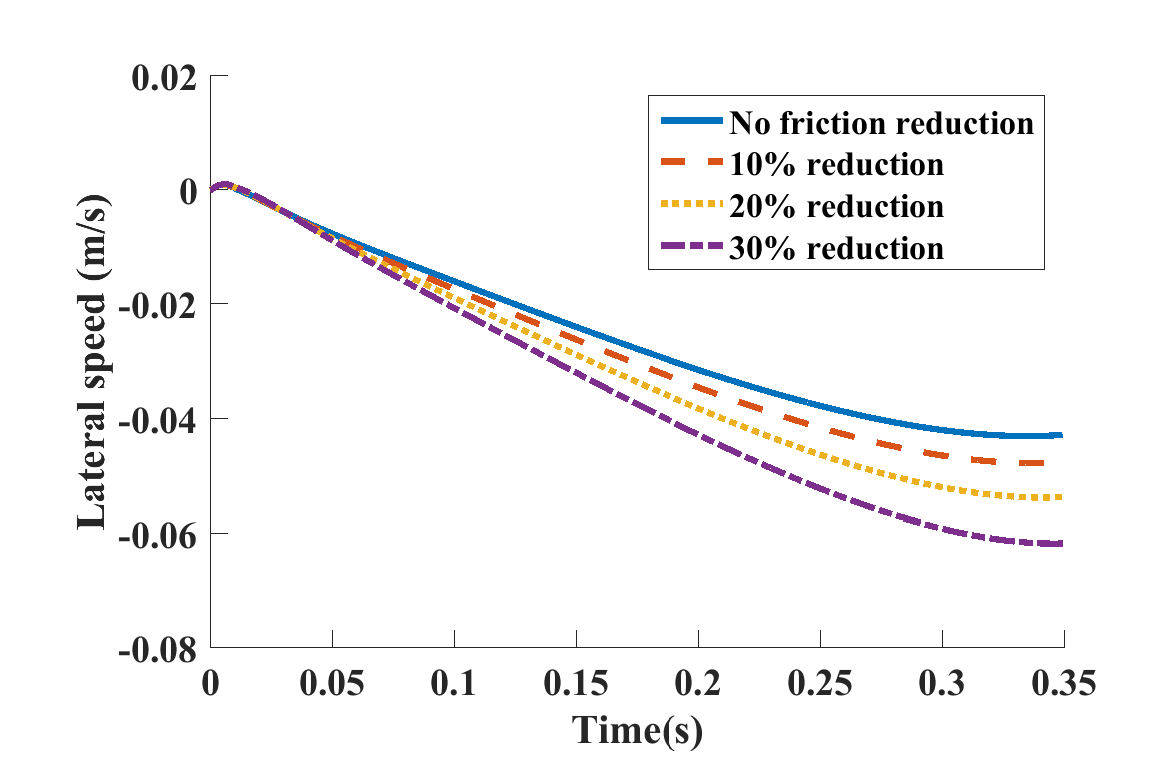 0.02
0
-0.02
-0.04
-0.06
-0.08
Lateral speed (m/s)
No friction reduction
10% reduction
20% reduction
30% reduction
0 0.05 0.1 0.15 0.2 0.25 0.3 0.35
Time(s)